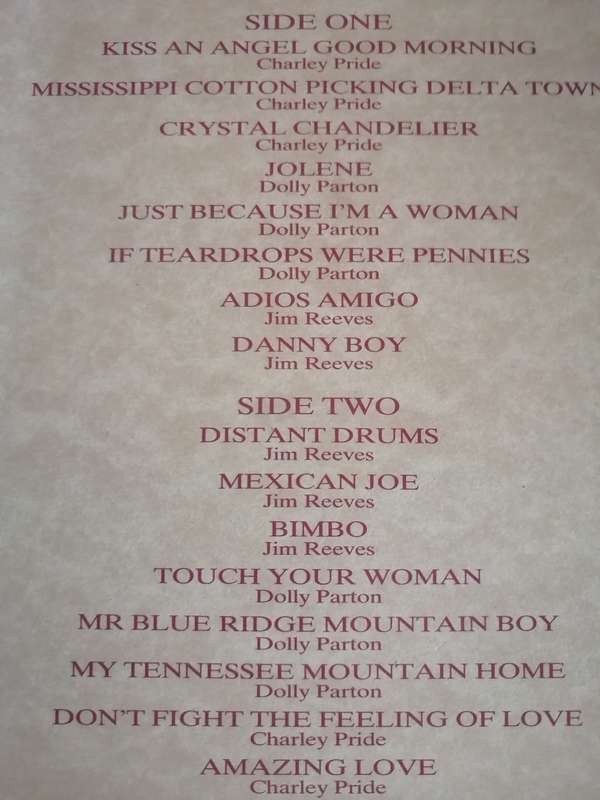 SIDE ONE
KISS AN ANGEL GOOD MORNING
Charley Pride
MISSISSIPPI COTTON PICKING DELTA TOWN
Charley Pride
CRYSTAL CHANDELIER
Charley Pride
JOLENE
Dolly Parton
JUST BECAUSE I'M A WOMAN
Dolly Parton
IF TEARDROPS WERE PENNIES
Dolly Parton
ADIOS AMIGO
Jim Reeves
DANNY BOY
Jim Reeves
SIDE TWO
DISTANT DRUMS
Jim Reeves
MEXICAN JOE
Jim Reeves
BIMBO
Jim Reeves
TOUCH YOUR WOMAN
Dolly Parton
MR BLUE RIDGE MOUNTAIN BOY
Dolly Parton
MY TENNESSEE MOUNTAIN HOME
Dolly Parton
DON'T FIGHT THE FEELING OF LOVE
Charley Pride
AMAZING LOVE
Charley Pride